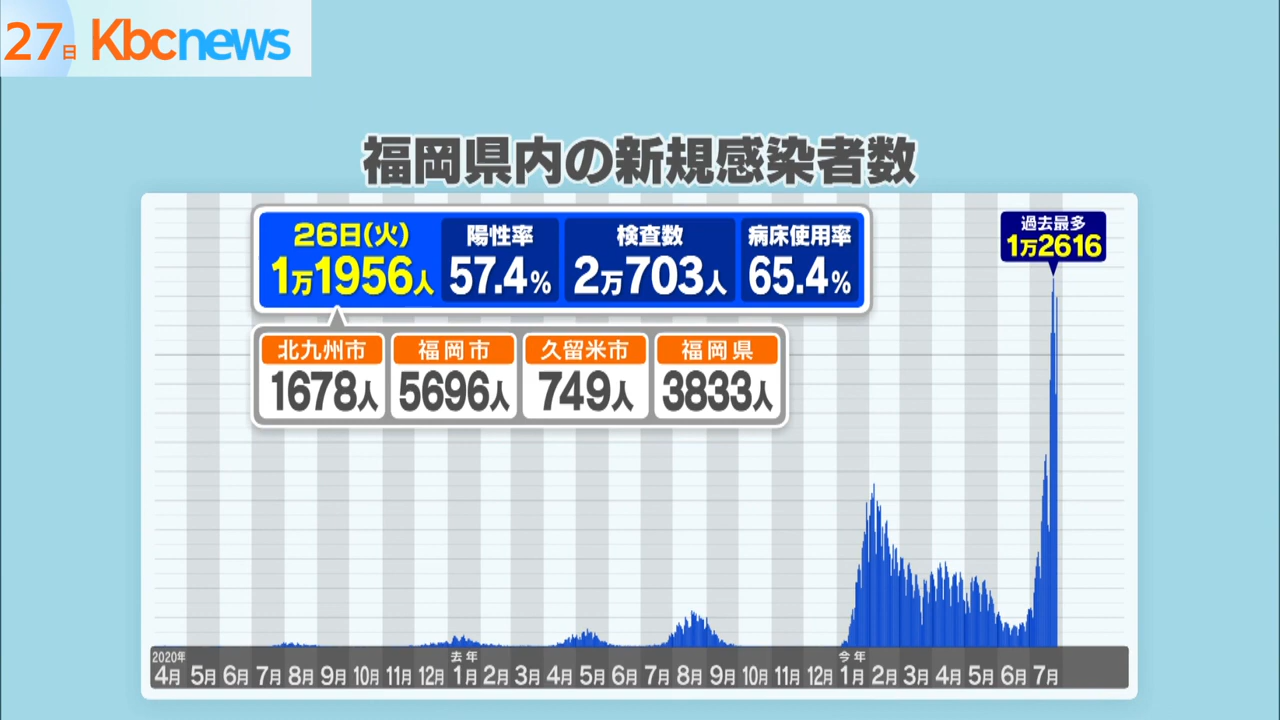 27日 Kbcnews
福岡県内の新規感染者数
26日(火) 陽性率 検査数 病床使用率
1万1956人 57.4% 2万703人 65.4%
過去最多
1万2616
北九州市 福岡市 久留米市 福岡県
1678人 5696人 749人 3833人
2020年 去年 今年
4月 5月 6月 7月 8月 9月 10月 11月 12月 1月 2月 3月 4月 5月 6月 7月 8月 9月 10月 11月 12月 1月 2月 3月 4月 5月 6月 7月